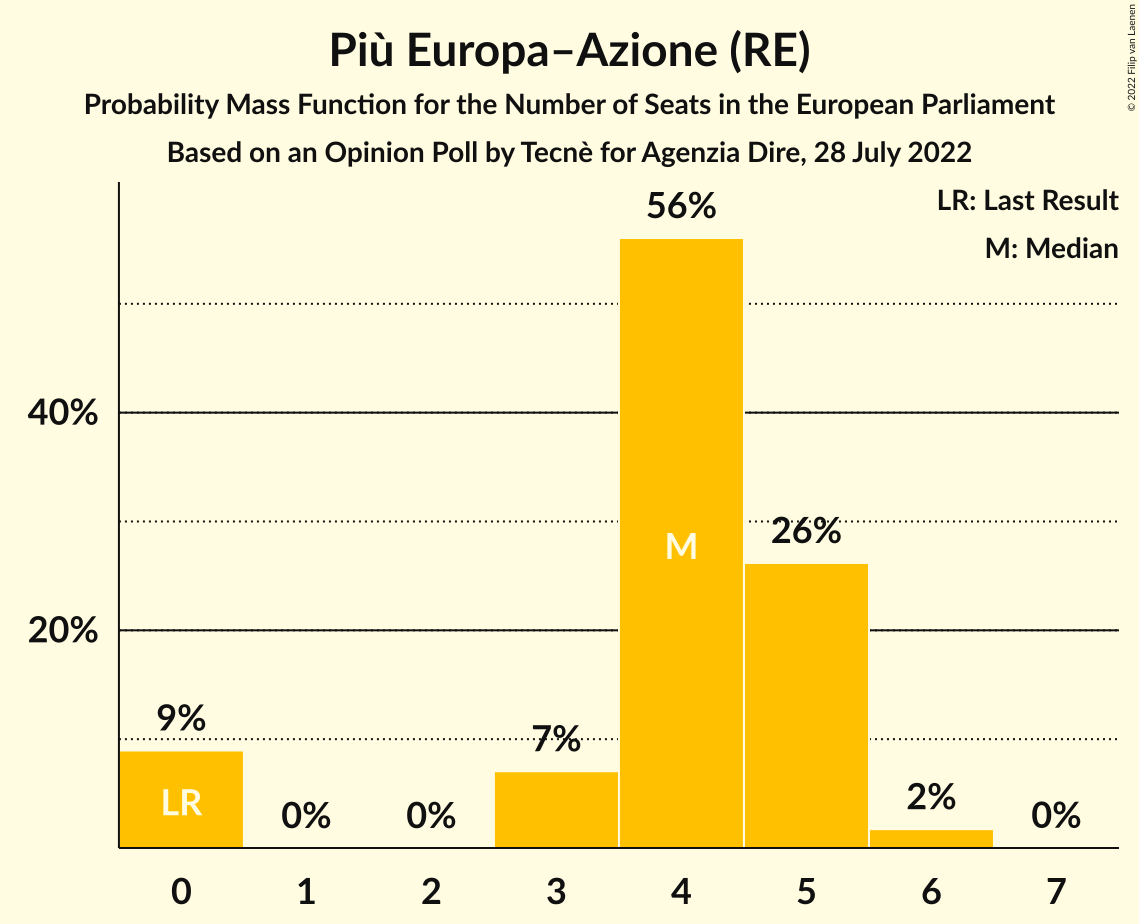 Più Europa–Azione (RE)
Probability Mass Function for the Number of Seats in the European Parliament
Based on an Opinion Poll by Tecnè for Agenzia Dire, 28 July 2022
© 2022 Filip van Laenen
LR: Last Result
M: Median
56%
40%
26%
M
20%
9%
7%
LR
0%
0%
2%
0%
0 1 2 3 4 5 6 7